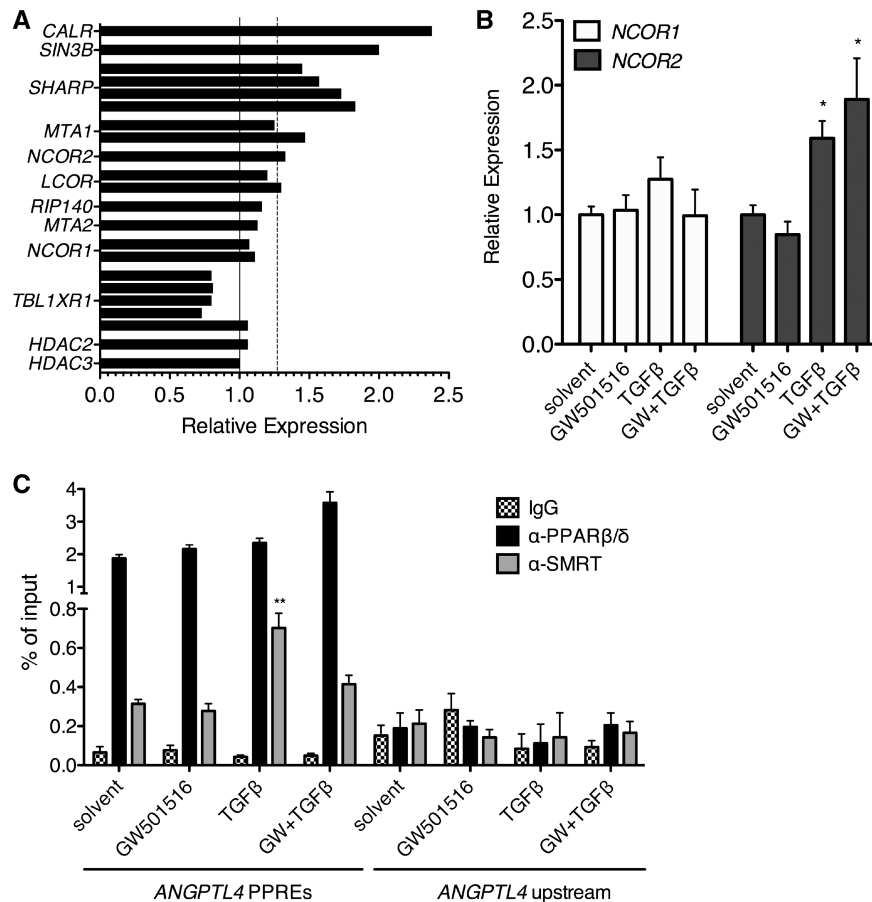 A
CALR
SIN3B
SHARP
MTA1
NCOR2
LCOR
RIP140
MTA2
NCOR1
TBL1XR1
HDAC2
HDAC3
0.0 0.5 1.0 1.5 2.0 2.5
Relative Expression
B
NCOR1
NCOR2
Relative Expression
2.5
2.0
1.5
1.0
0.5
0.0
* *
solvent GW501516 TGFβ GW+TGFβ solvent GW501516 TGFβ GW+TGFβ
C
IgG
α-PPARβ/δ
α-SMRT
% of input
4
3
2
1
0.8
0.6
0.4
0.2
0.0
**
solvent GW501516 TGFβ GW+TGFβ solvent GW501516 TGFβ GW+TGFβ
ANGPTL4 PPREs ANGPTL4 upstream